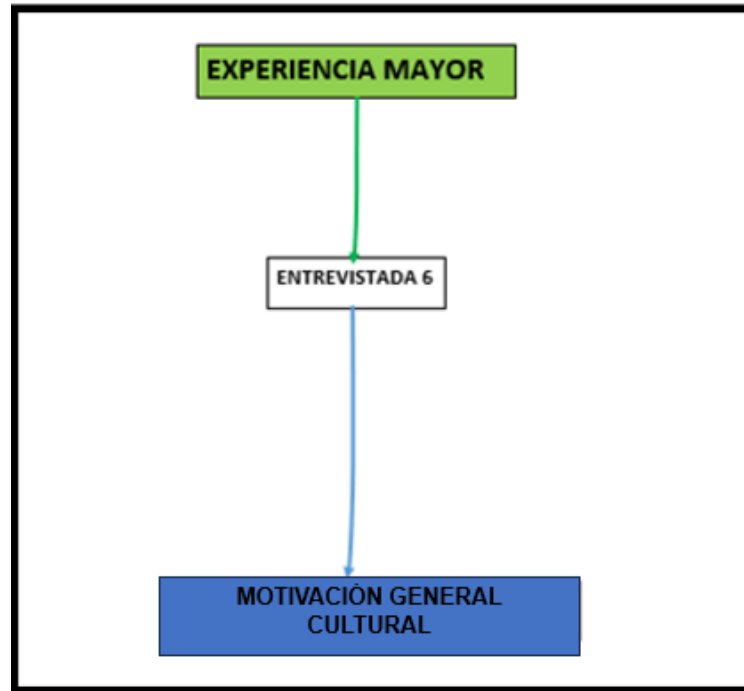 EXPERIENCIA MAYOR
ENTREVISTADA 6
MOTIVACIÓN GENERAL
CULTURAL